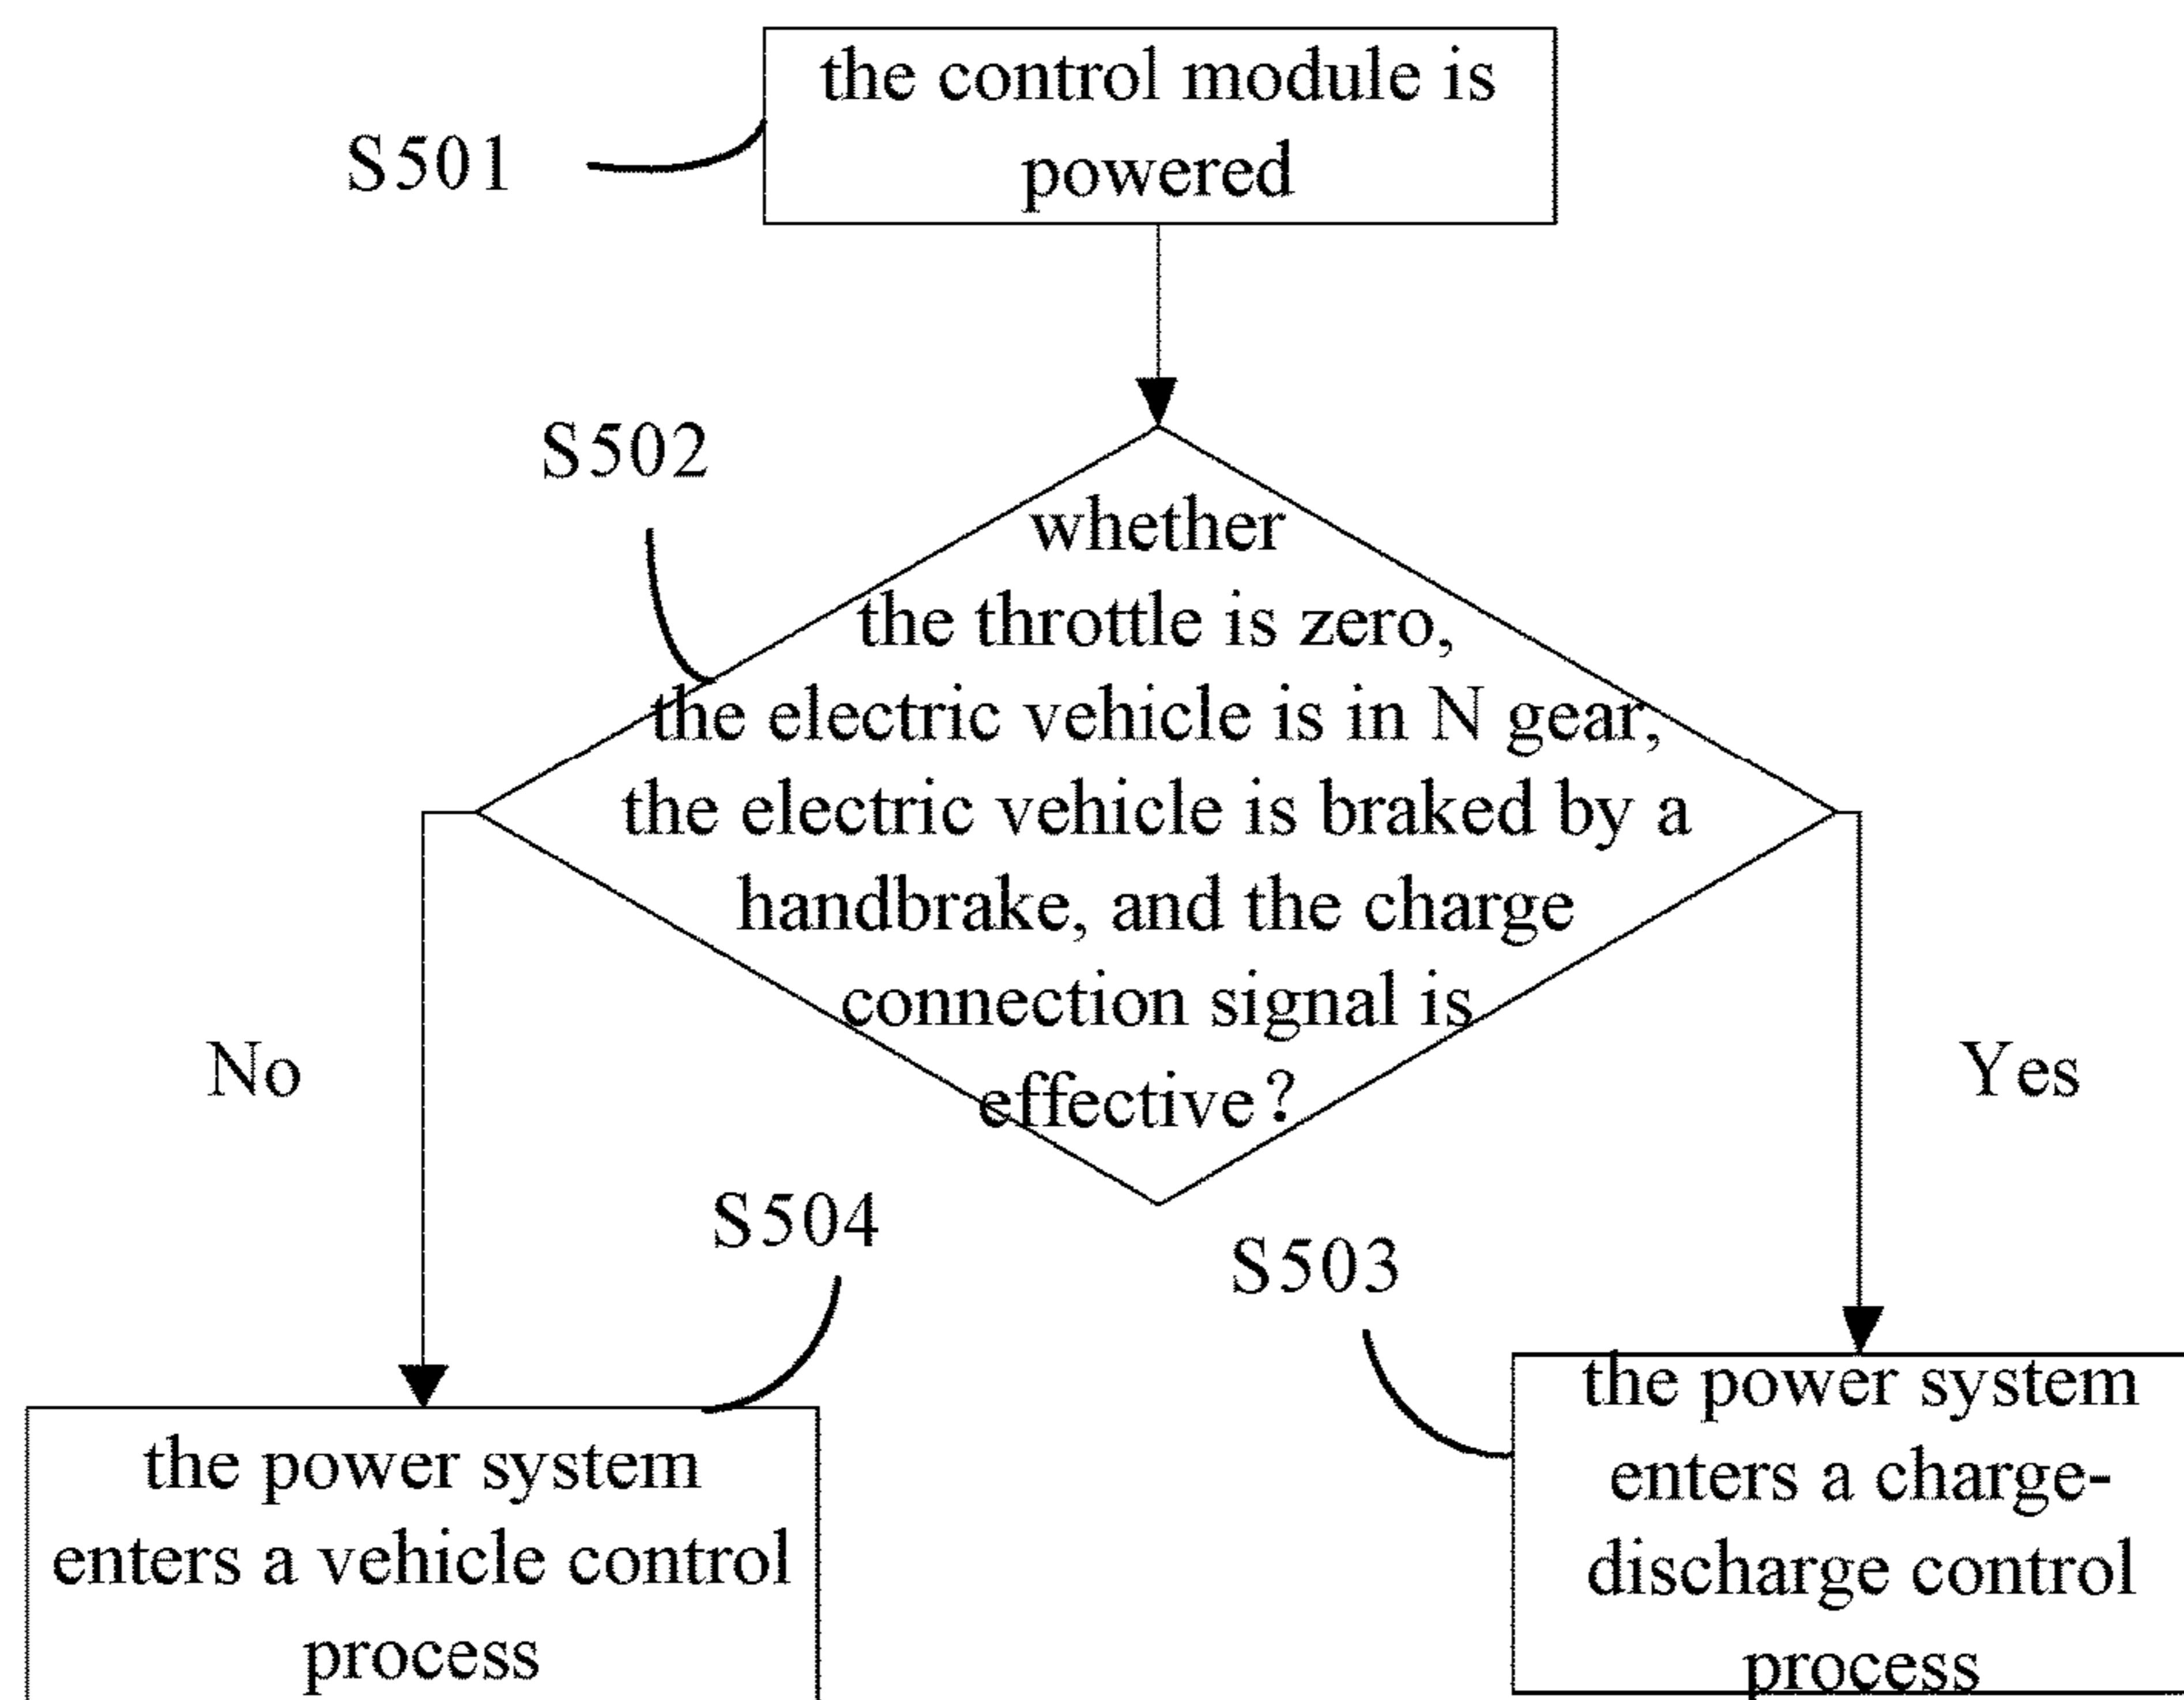 the control module is
powered
S501
S502
whether
the throttle is zero,
the electric vehicle is in N gear,
the electric vehicle is braked by a
handbrake, and the charge
connection signal is
effective?
No
Yes
S504
S503
the power system
enters a vehicle control
process
the power system
enters a charge-
discharge control
process